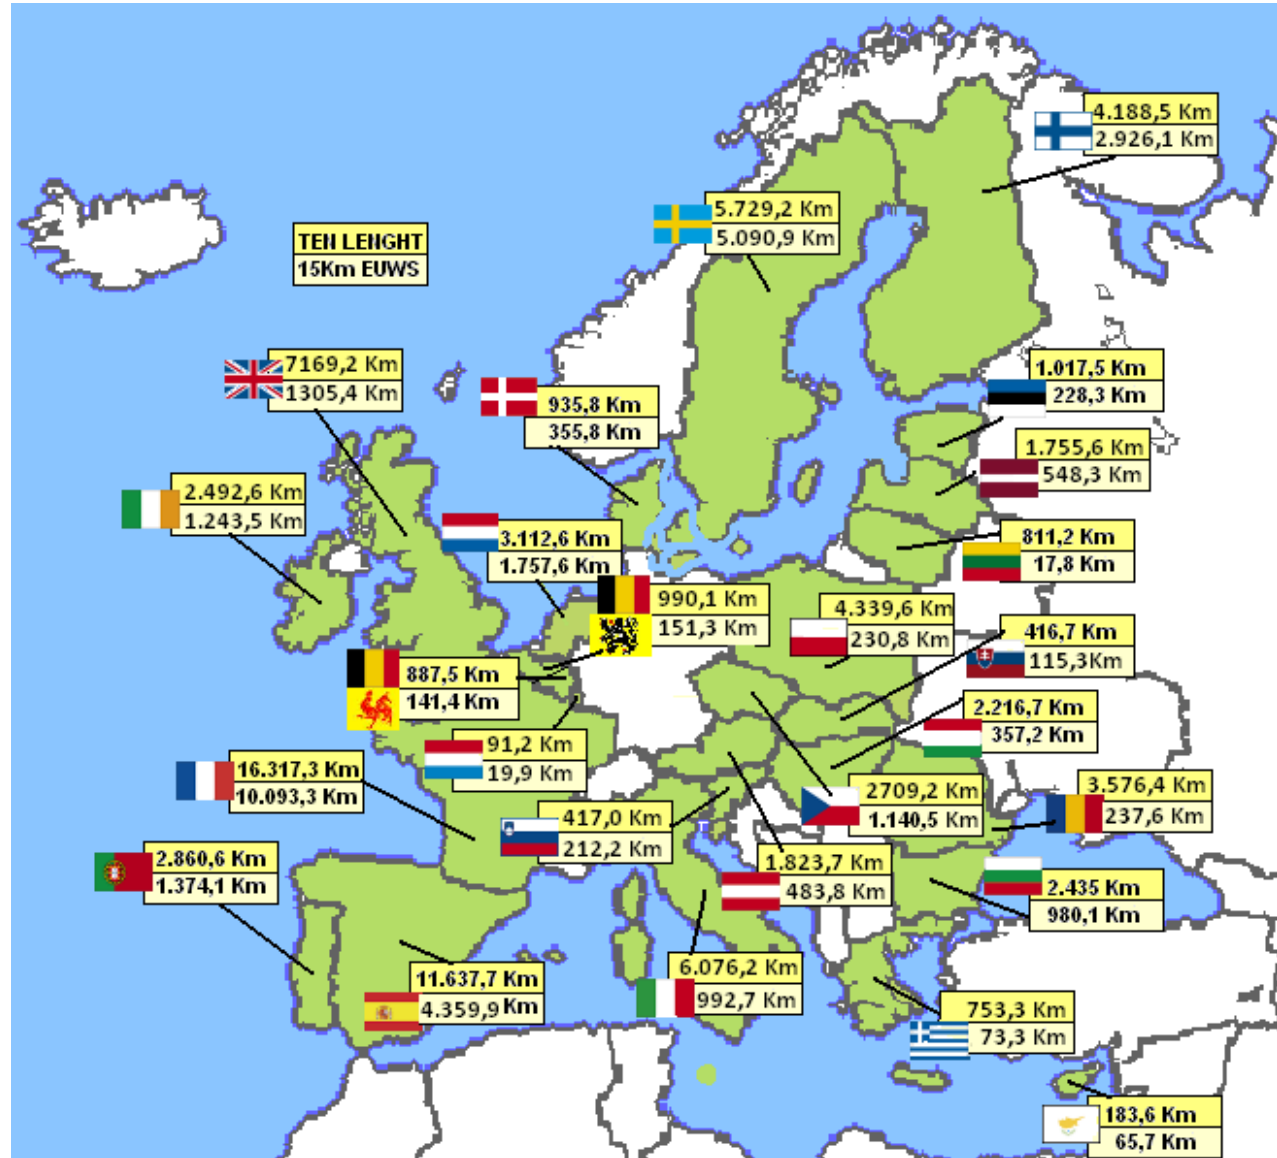 4.188,5 Km
2.926,1 Km
5.729,2 Km
5.090,9 Km
TEN LENGHT
15Km EUWS
7169,2 Km
1305,4 Km
935,8 Km
355,8 Km
1.017,5 Km
228,3 Km
1.755,6 Km
548,3 Km
2.492,6 Km
1.243,5 Km
3.112,6 Km
1.757,6 Km
811,2 Km
17,8 Km
990,1 Km
151,3 Km
4.339,6 Km
230,8 Km
416,7 Km
115,3Km
887,5 Km
141,4 Km
2.216,7 Km
357,2 Km
91,2 Km
19,9 Km
16.317,3 Km
10.093,3 Km
2709,2 Km
1.140,5 Km
3.576,4 Km
237,6 Km
417,0 Km
212,2 Km
2.860,6 Km
1.374,1 Km
1.823,7 Km
483,8 Km
2.435 Km
980,1 Km
11.637,7 Km
4.359,9 Km
6.076,2 Km
992,7 Km
753,3 Km
73,3 Km
183,6 Km
65,7 Km